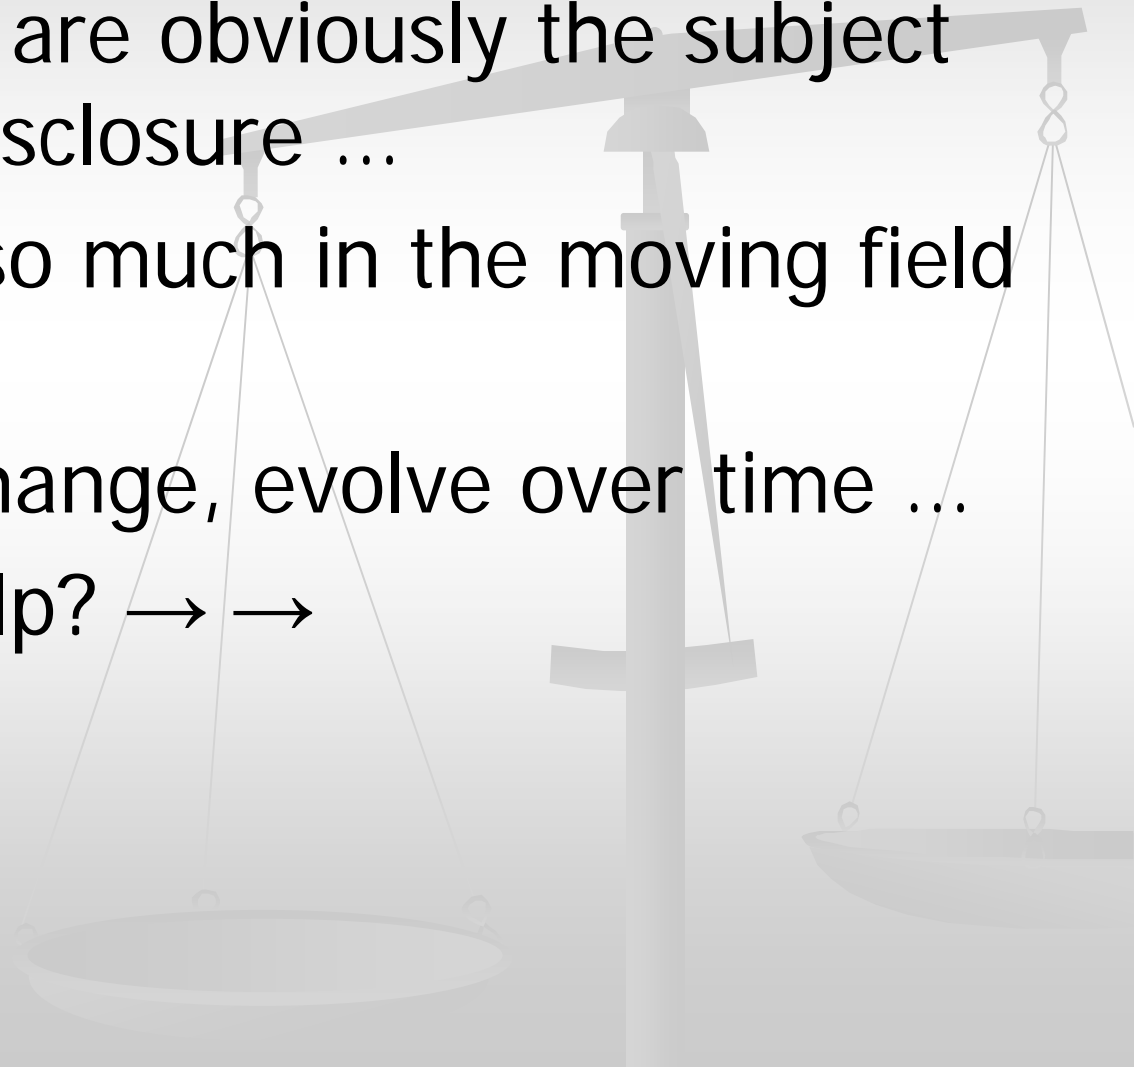 are obviously the subject
sclosure ...
so much in the moving field
hange, evolve over time ...
lp? → →